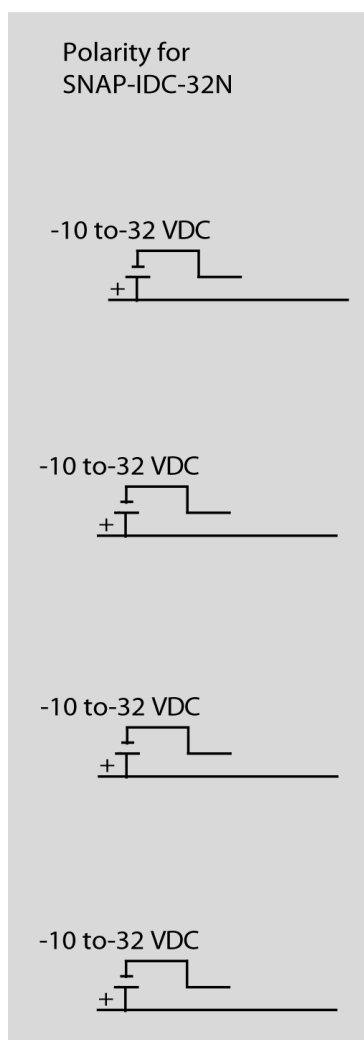 Polarity for
SNAP-IDC-32N
-10 to-32 VDC
+
-10 to-32 VDC
+
-10 to-32 VDC
+
-10 to-32 VDC
+